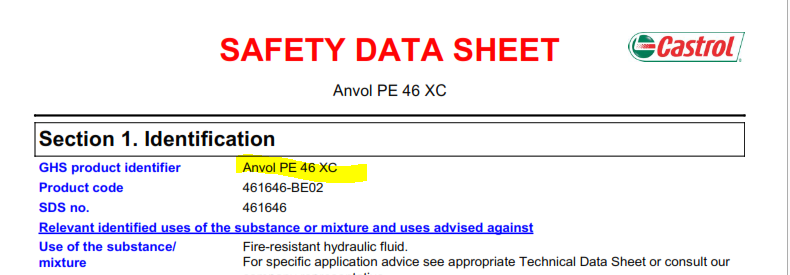 SAFETY DATA SHEET
Castrol
Anvol PE 46 XC
Section 1. Identification
GHS product identifier Anvol PE 46 XC
Product code 461646-BE02
SDS no. 461646
Relevant identified uses of the substance or mixture and uses advised against
Use of the substance/ Fire-resistant hydraulic fluid.
mixture For specific application advice see appropriate Technical Data Sheet or consult our